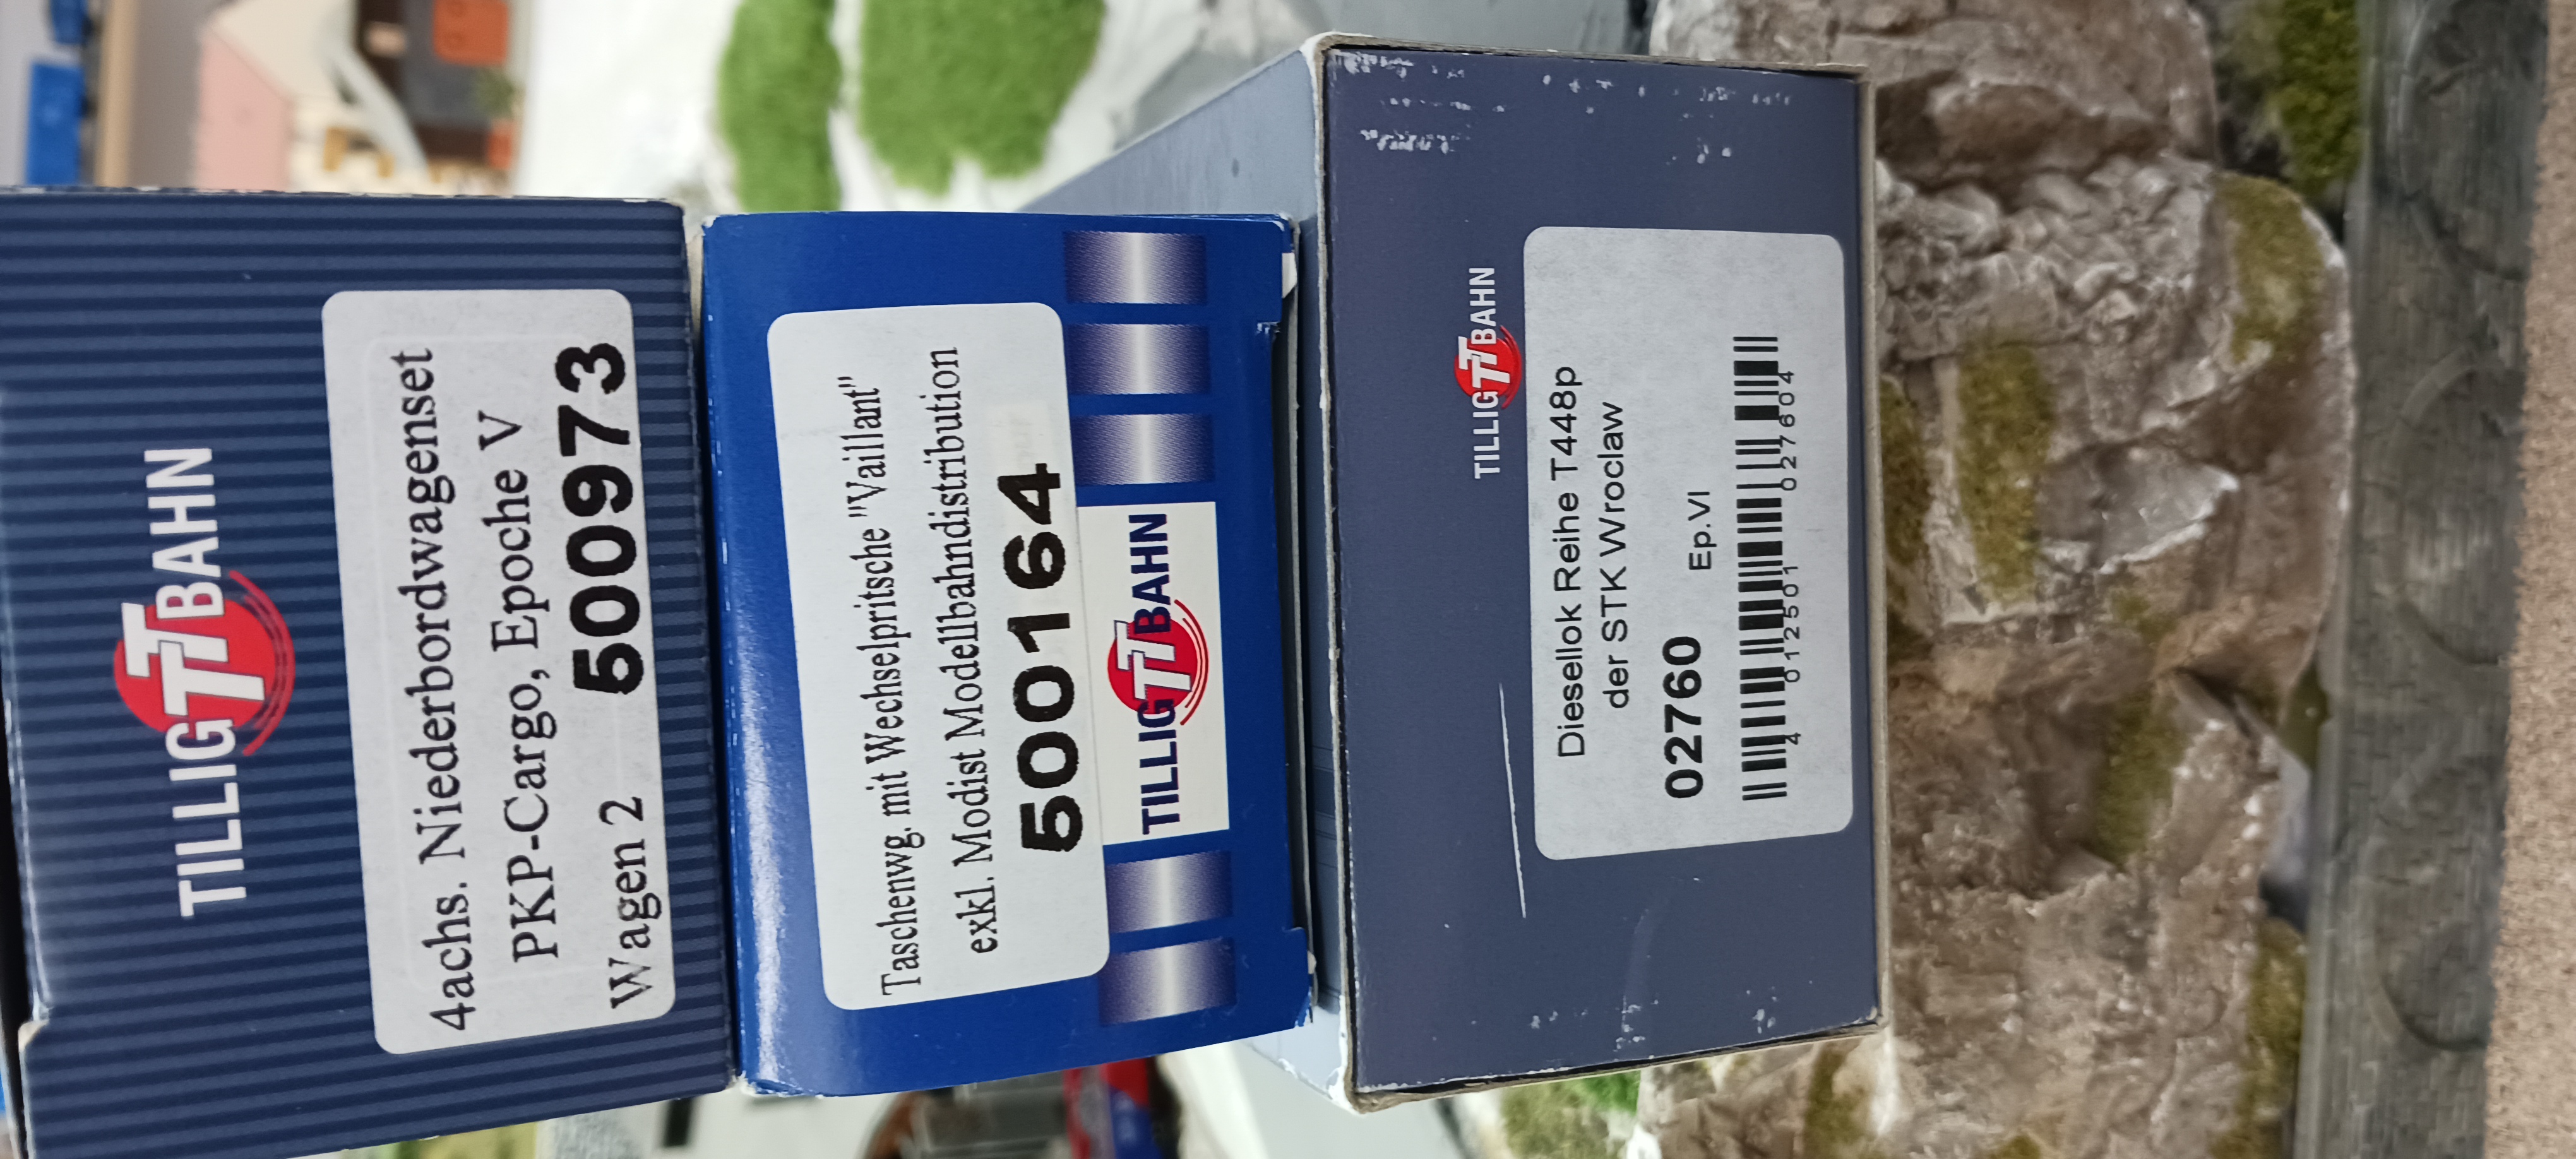 TILLIG TT BAHN
4achs. Niederbordwagenset
PKP-Cargo, Epoche V
Wagen 2 500973
Taschenwg. mit Wechselpritsche "Vaillant"
exkl. Modist Modellbahndistribution
500164
TILLIG TT BAHN
TILLIG TT BAHN
Diesellok Reihe T448p
der STK Wroclaw
02760 Ep.VI
4 012501 027604